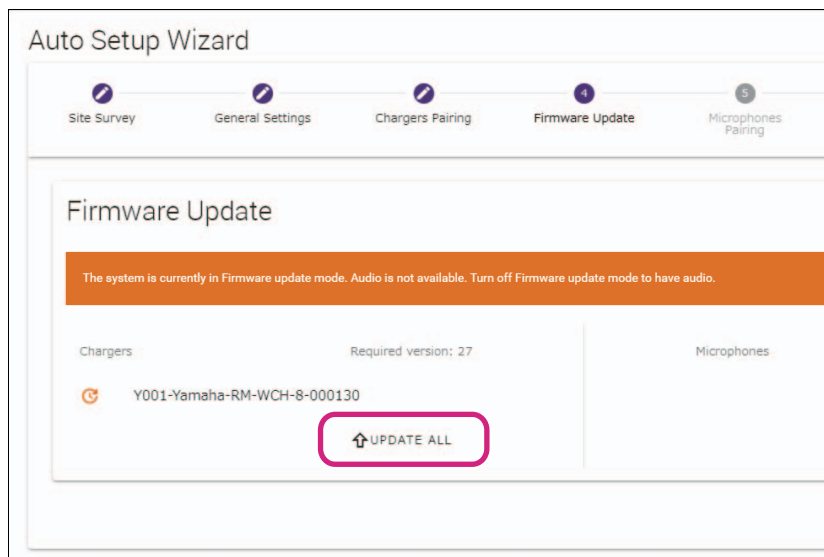 Auto Setup Wizard
Site Survey
General Settings
Chargers Pairing
4
Firmware Update
5
Microphones
Pairing
Firmware Update
The system is currently in Firmware update mode. Audio is not available. Turn off Firmware update mode to have audio.
Chargers
Required version: 27
Microphones
Y001-Yamaha-RM-WCH-8-000130
UPDATE ALL